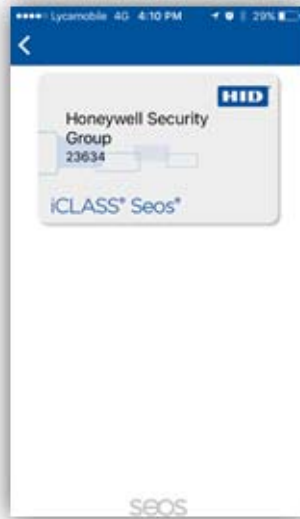 Lycamobile 4G 4:10 PM 29%
HID
Honeywell Security
Group
23634
iCLASS® Seos®
seos